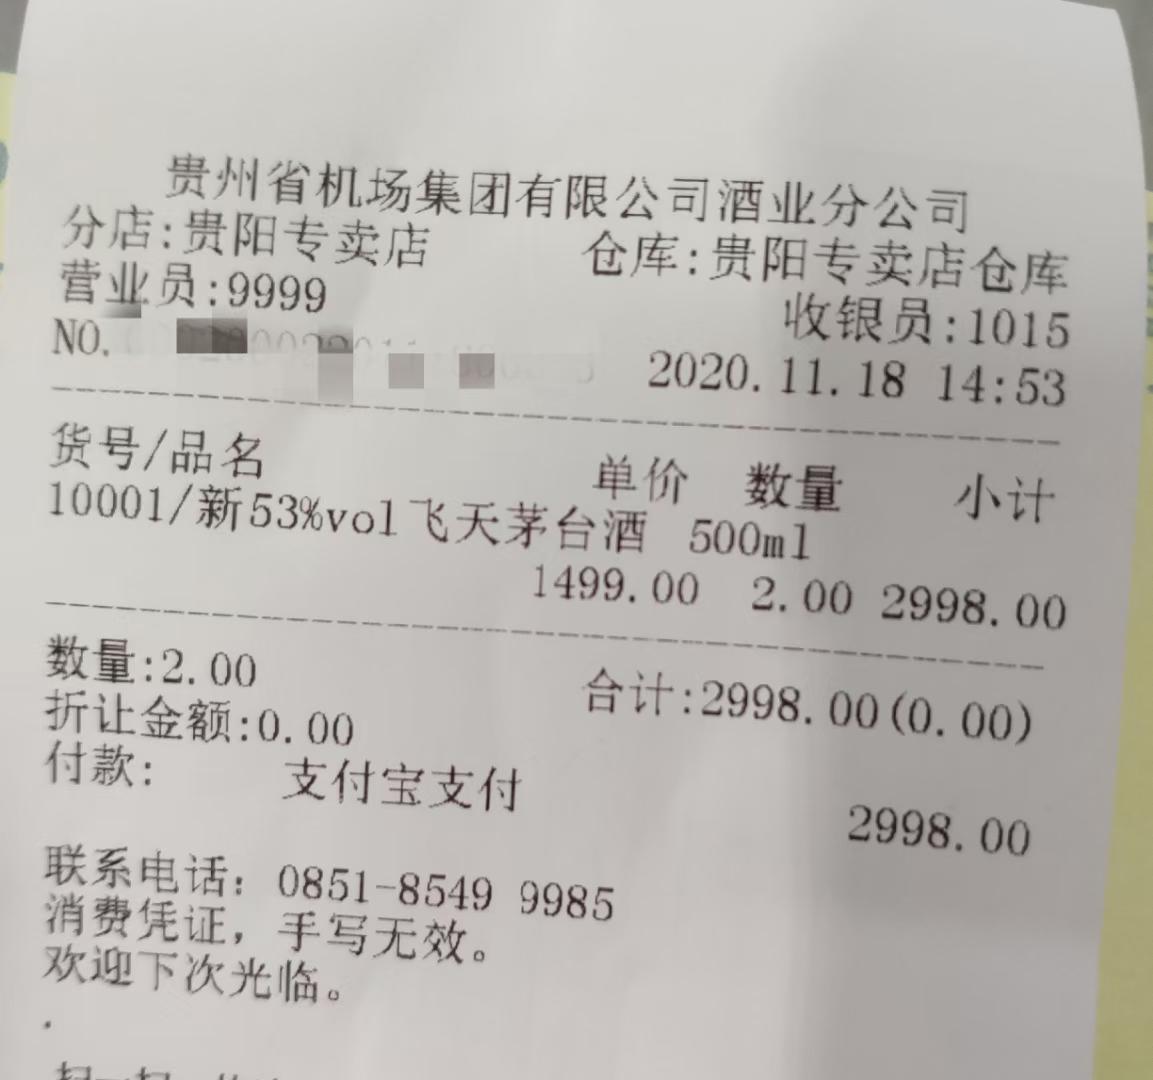 贵州省机场集团有限公司酒业分公司
分店:贵阳专卖店 仓库:贵阳专卖店仓库
营业员:9999 收银员:1015
NO. 2020.11.18 14:53
货号/品名 单价 数量 小计
10001/新53%vol飞天茅台酒 500ml
1499.00 2.00 2998.00
数量:2.00 合计:2998.00(0.00)
折让金额:0.00
付款: 支付宝支付 2998.00
联系电话: 0851-8549 9985
消费凭证，手写无效。
欢迎下次光临。
.